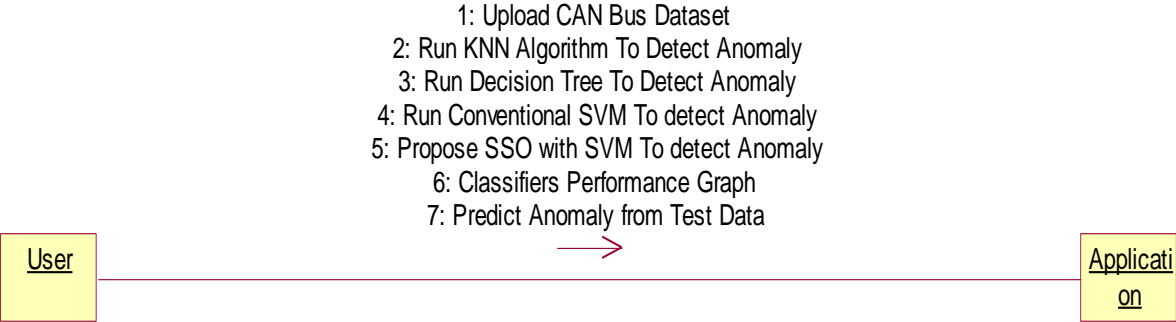 1: Upload CAN Bus Dataset
2: Run KNN Algorithm To Detect Anomaly
3: Run Decision Tree To Detect Anomaly
4: Run Conventional SVM To detect Anomaly
5: Propose SSO with SVM To detect Anomaly
6: Classifiers Performance Graph
7: Predict Anomaly from Test Data
User
Applicati
on